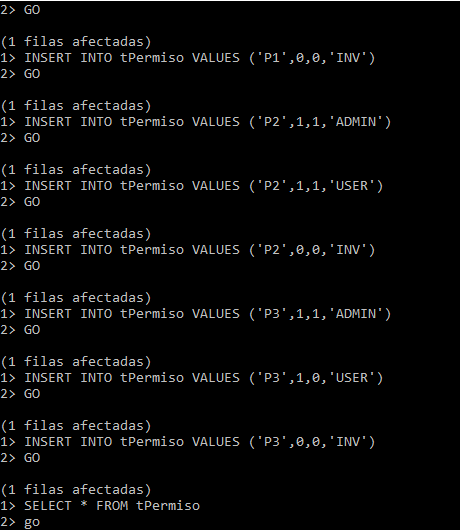 2> GO
(1 filas afectadas)
1> INSERT INTO tPermiso VALUES ('P1',0,0,'INV')
2> GO
(1 filas afectadas)
1> INSERT INTO tPermiso VALUES ('P2',1,1,'ADMIN')
2> GO
(1 filas afectadas)
1> INSERT INTO tPermiso VALUES ('P2',1,1,'USER')
2> GO
(1 filas afectadas)
1> INSERT INTO tPermiso VALUES ('P2',0,0,'INV')
2> GO
(1 filas afectadas)
1> INSERT INTO tPermiso VALUES ('P3',1,1,'ADMIN')
2> GO
(1 filas afectadas)
1> INSERT INTO tPermiso VALUES ('P3',1,0,'USER')
2> GO
(1 filas afectadas)
1> INSERT INTO tPermiso VALUES ('P3',0,0,'INV')
2> GO
(1 filas afectadas)
1> SELECT * FROM tPermiso
2> go